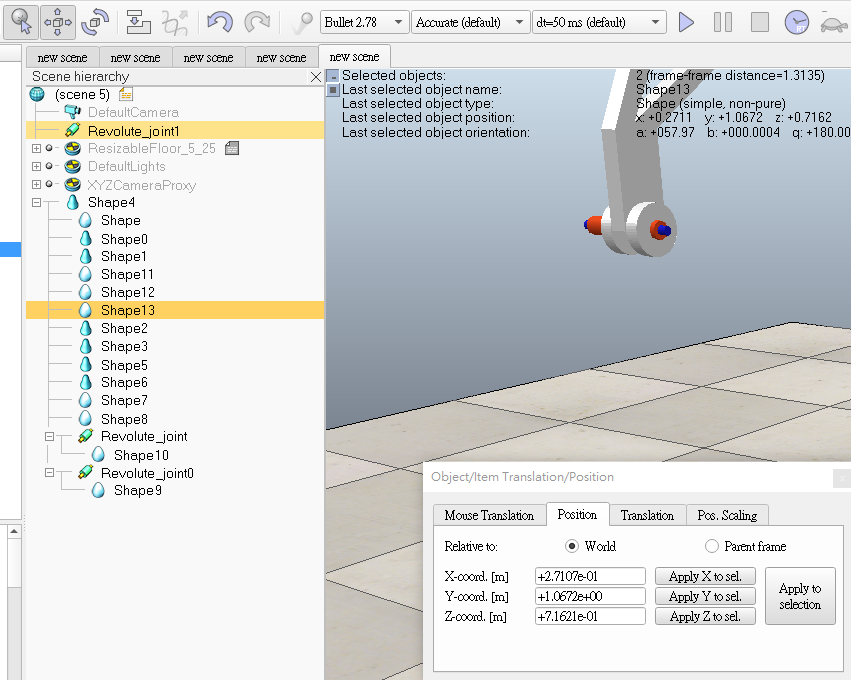 Bullet 2.78 Accurate (default) dt=50 ms (default)
new scene new scene new scene new scene new scene
Scene hierarchy
(scene 5)
DefaultCamera
Revolute_joint1
ResizableFloor_5_25
DefaultLights
XYZCameraProxy
Shape4
Shape
Shape0
Shape1
Shape11
Shape12
Shape13
Shape2
Shape3
Shape5
Shape6
Shape7
Shape8
Revolute_joint
Shape10
Revolute_joint0
Shape9
Selected objects: 2 (frame-frame distance=1.3135)
Last selected object name: Shape13
Last selected object type: Shape (simple, non-pure)
Last selected object position: x: +0.2711 y: +1.0672 z: +0.7162
Last selected object orientation: a: +057.97 b: +000.0004 q: +180.00
Object/Item Translation/Position
Mouse Translation Position Translation Pos. Scaling
Relative to: World Parent frame
X-coord. [m] +2.7107e-01 Apply X to sel.
Y-coord. [m] +1.0672e+00 Apply Y to sel.
Z-coord. [m] +7.1621e-01 Apply Z to sel.
Apply to
selection